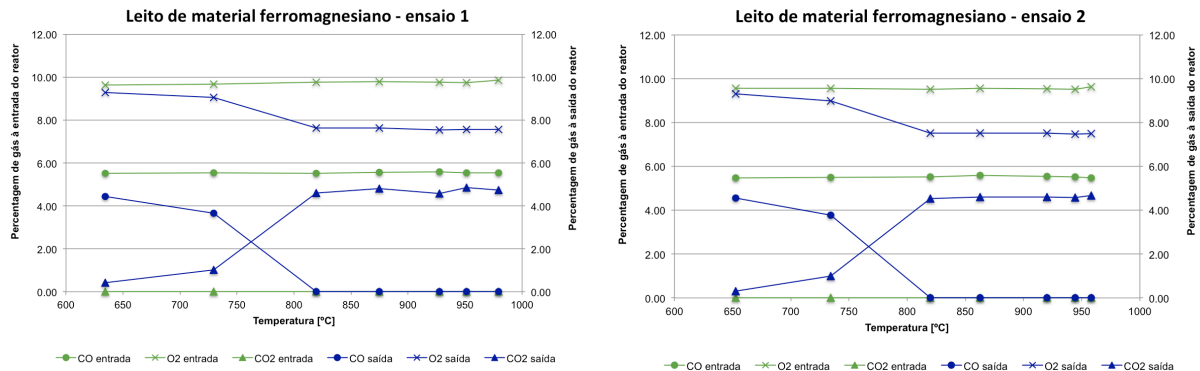 Leito de material ferromagnesiano - ensaio 1
Percentagem de gás à entrada do reator
12.00
10.00
8.00
6.00
4.00
2.00
0.00
12.00
10.00
8.00
6.00
4.00
2.00
0.00
Percentagem de gás à saída do reator
600 650 700 750 800 850 900 950 1000
Temperatura [ºC]
CO entrada O2 entrada CO2 entrada CO saída O2 saída CO2 saída
Leito de material ferromagnesiano - ensaio 2
Percentagem de gás à entrada do reator
12.00
10.00
8.00
6.00
4.00
2.00
0.00
12.00
10.00
8.00
6.00
4.00
2.00
0.00
Percentagem de gás à saída do reator
600 650 700 750 800 850 900 950 1000
Temperatura [ºC]
CO entrada O2 entrada CO2 entrada CO saída O2 saída CO2 saída